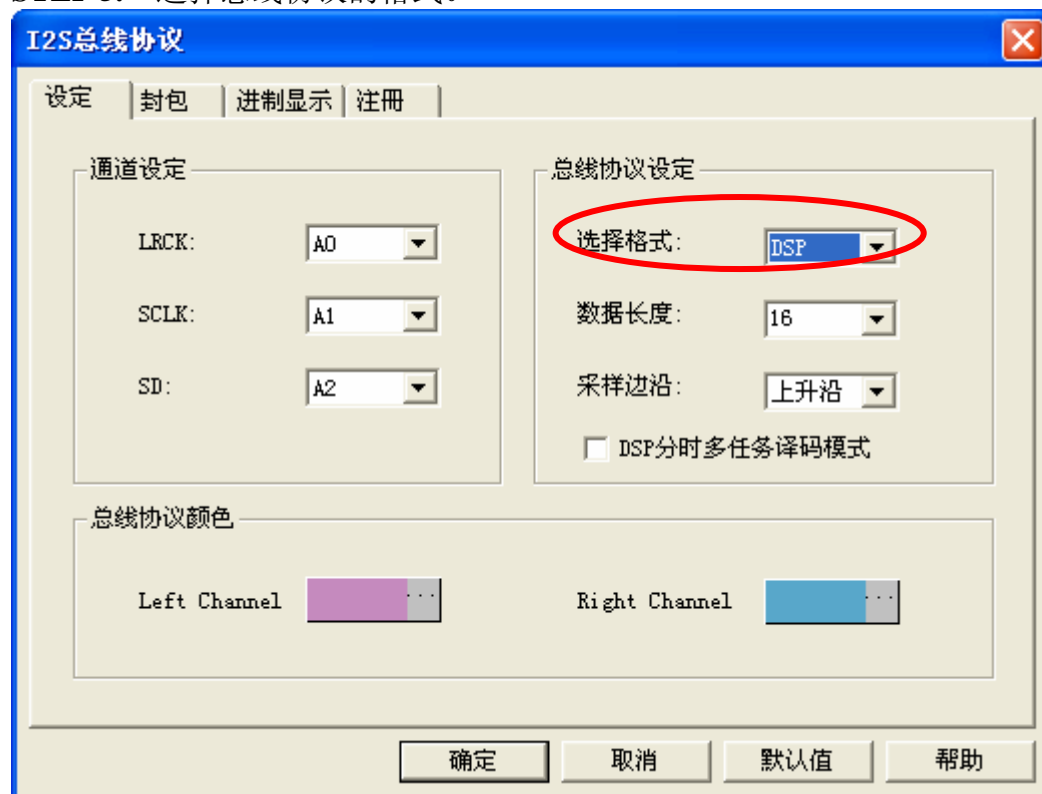 I2S总线协议
设定 封包 进制显示 注册
通道设定
LRCK: A0
SCLK: A1
SD: A2
总线协议设定
选择格式: DSP
数据长度: 16
采样边沿: 上升沿
DSP分时多任务译码模式
总线协议颜色
Left Channel ... Right Channel ...
确定 取消 默认值 帮助